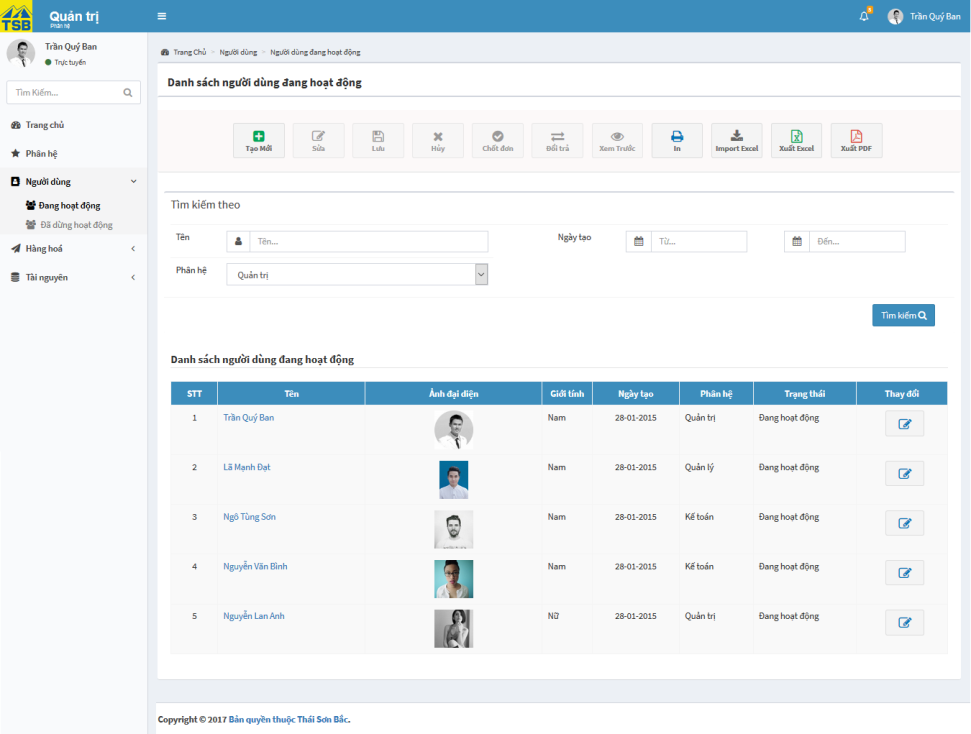 TSB
Quản trị
Phân hệ
Trần Quý Ban
Trần Quý Ban
Trực tuyến
Tìm Kiếm...
Trang chủ
Phân hệ
Người dùng
Đang hoạt động
Đã dừng hoạt động
Hàng hoá
Tài nguyên
Trang Chủ > Người dùng > Người dùng đang hoạt động
Danh sách người dùng đang hoạt động
Tạo Mới Sửa Lưu Hủy Chốt đơn Đổi trả Xem Trước In Import Excel Xuất Excel Xuất PDF
Tìm kiếm theo
Tên Tên... Ngày tạo Từ... Đến...
Phân hệ Quản trị
Tìm kiếm
Danh sách người dùng đang hoạt động
STT Tên Ảnh đại diện Giới tính Ngày tạo Phân hệ Trạng thái Thay đổi
1 Trần Quý Ban Nam 28-01-2015 Quản trị Đang hoạt động
2 Lã Mạnh Đạt Nam 28-01-2015 Quản lý Đang hoạt động
3 Ngô Tùng Sơn Nam 28-01-2015 Kế toán Đang hoạt động
4 Nguyễn Văn Bình Nam 28-01-2015 Kế toán Đang hoạt động
5 Nguyễn Lan Anh Nữ 28-01-2015 Quản trị Đang hoạt động
Copyright © 2017 Bản quyền thuộc Thái Sơn Bắc.